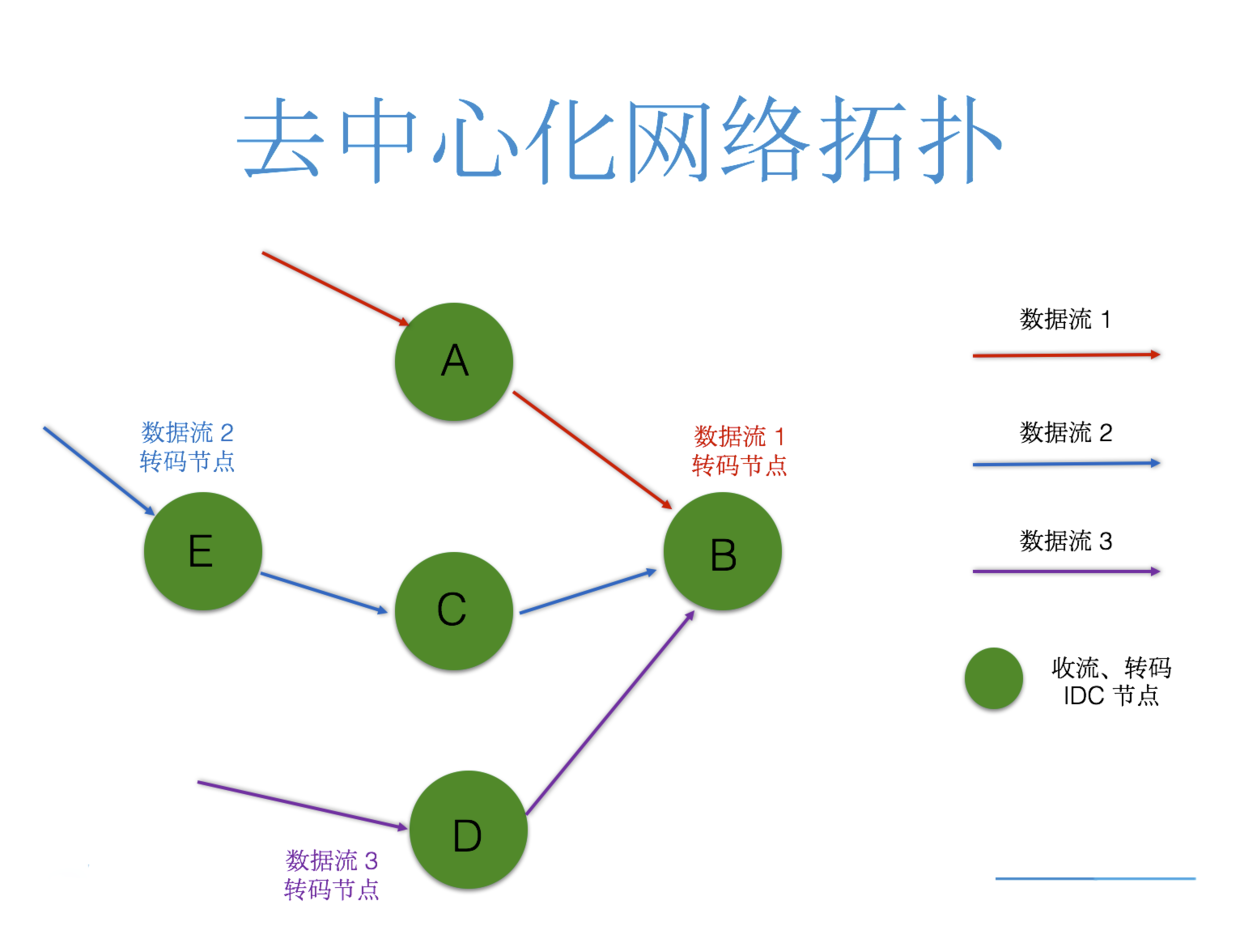 去中心化网络拓扑
A
数据流 1
数据流 2
转码节点
数据流 1
转码节点
数据流 2
E
B
数据流 3
C
收流、转码
IDC 节点
D
数据流 3
转码节点